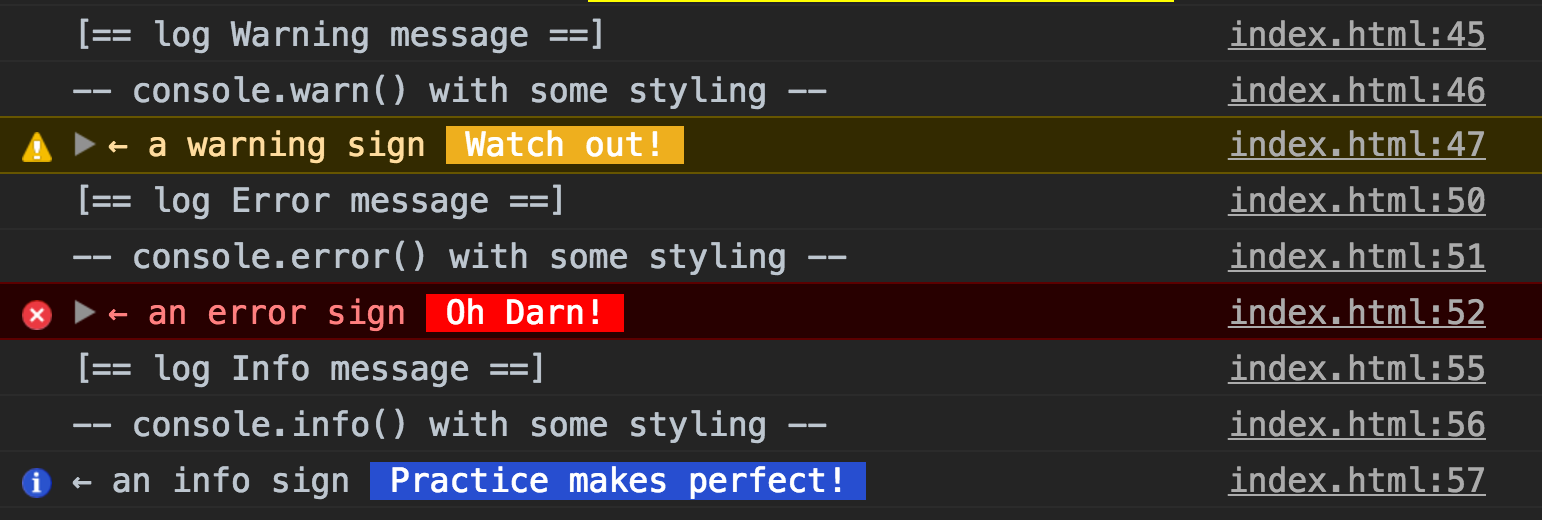 [== log Warning message ==] index.html:45
-- console.warn() with some styling -- index.html:46
← a warning sign Watch out! index.html:47
[== log Error message ==] index.html:50
-- console.error() with some styling -- index.html:51
← an error sign Oh Darn! index.html:52
[== log Info message ==] index.html:55
-- console.info() with some styling -- index.html:56
← an info sign Practice makes perfect! index.html:57